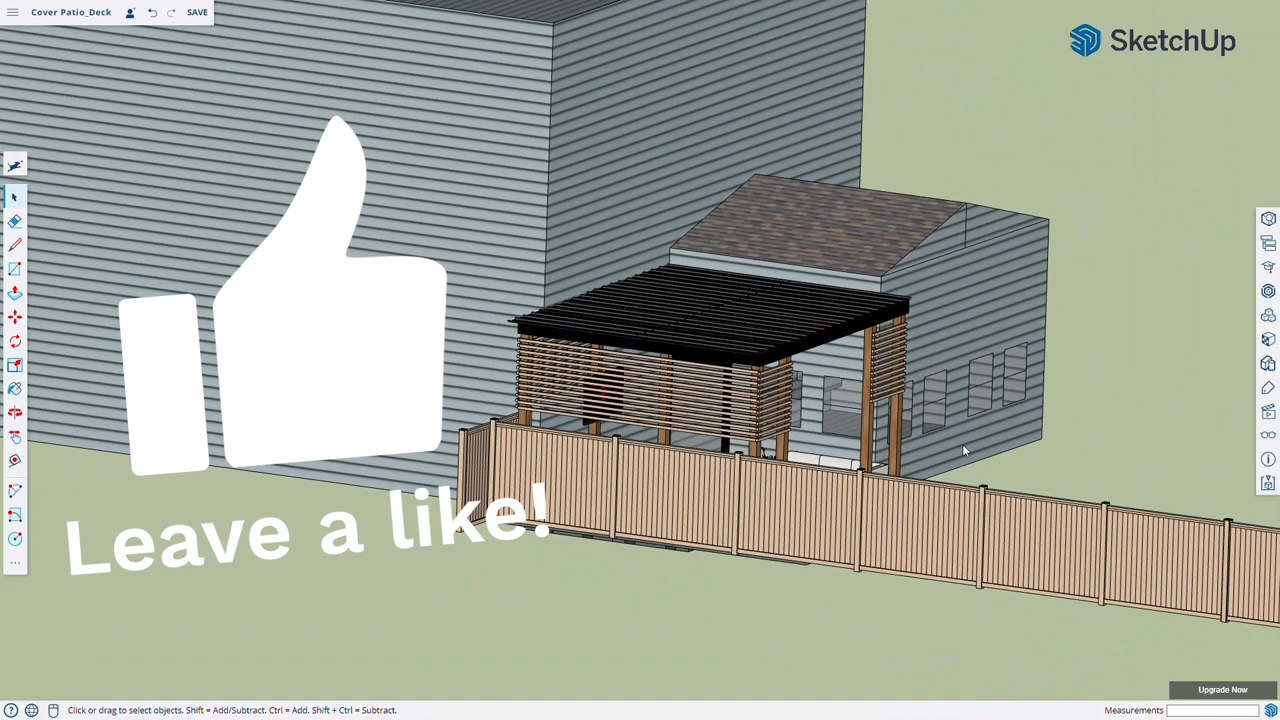 Cover Patio_Deck
SAVE
SketchUp
Leave a like!
Upgrade Now
Click or drag to select objects. Shift = Add/Subtract. Ctrl = Add. Shift + Ctrl = Subtract.
Measurements